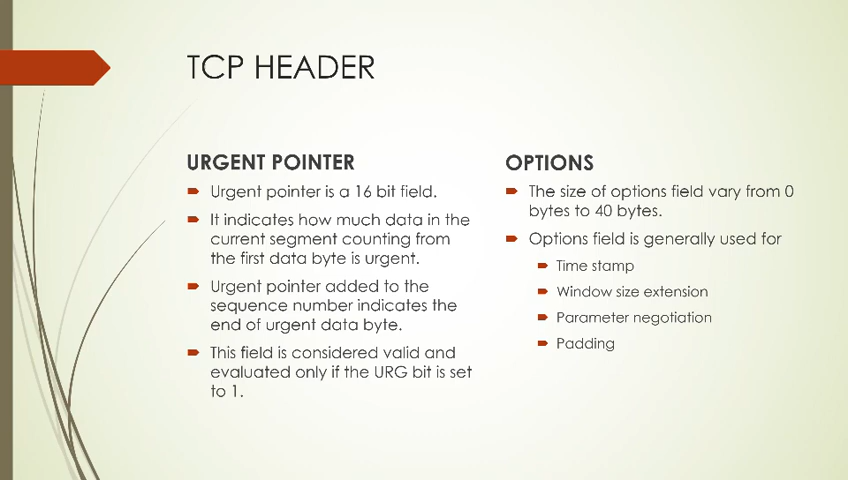 TCP HEADER
URGENT POINTER
Urgent pointer is a 16 bit field.
It indicates how much data in the
current segment counting from
the first data byte is urgent.
Urgent pointer added to the
sequence number indicates the
end of urgent data byte.
This field is considered valid and
evaluated only if the URG bit is set
to 1.
OPTIONS
The size of options field vary from 0
bytes to 40 bytes.
Options field is generally used for
Time stamp
Window size extension
Parameter negotiation
Padding